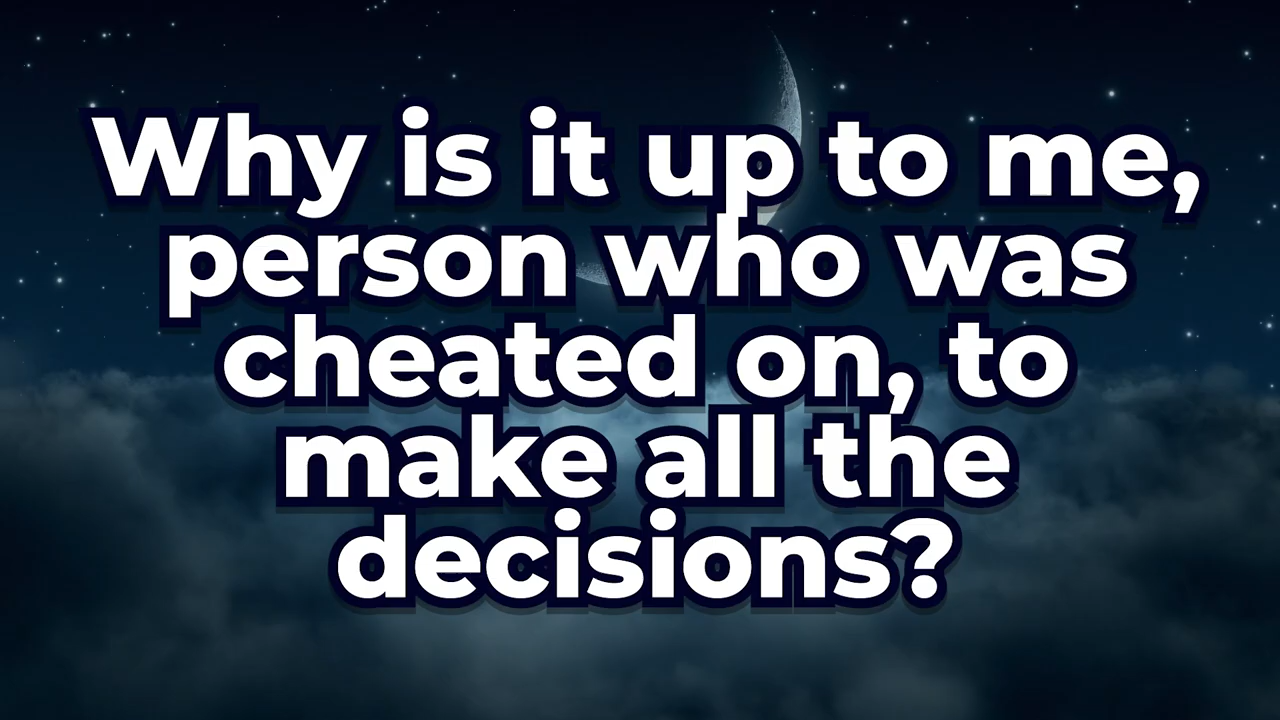 Why is it up to me,
person who was
cheated on, to
make all the
decisions?